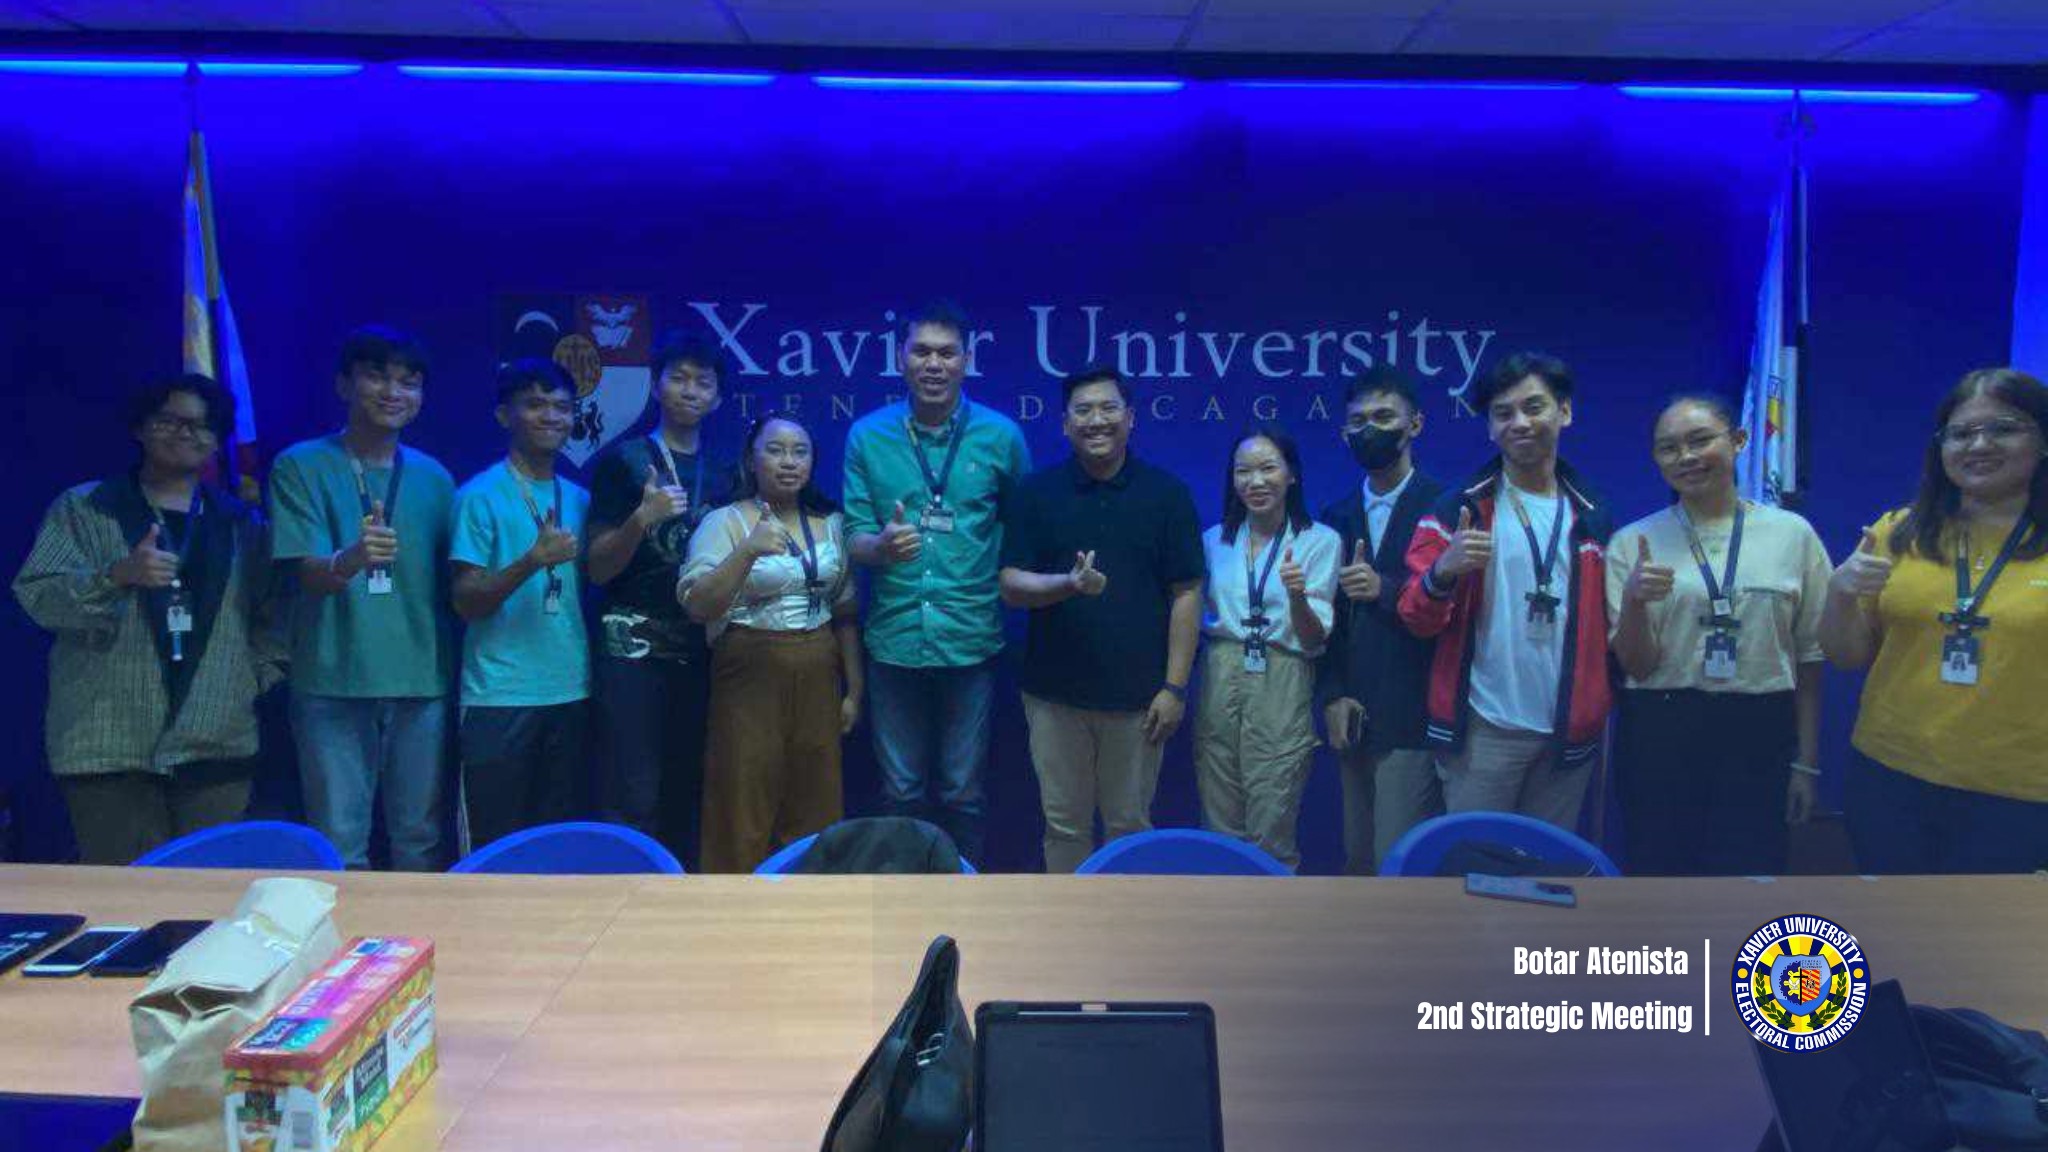 Xavier University
Botar Atenista
2nd Strategic Meeting
XAVIER UNIVERSITY
ELECTORAL COMMISSION